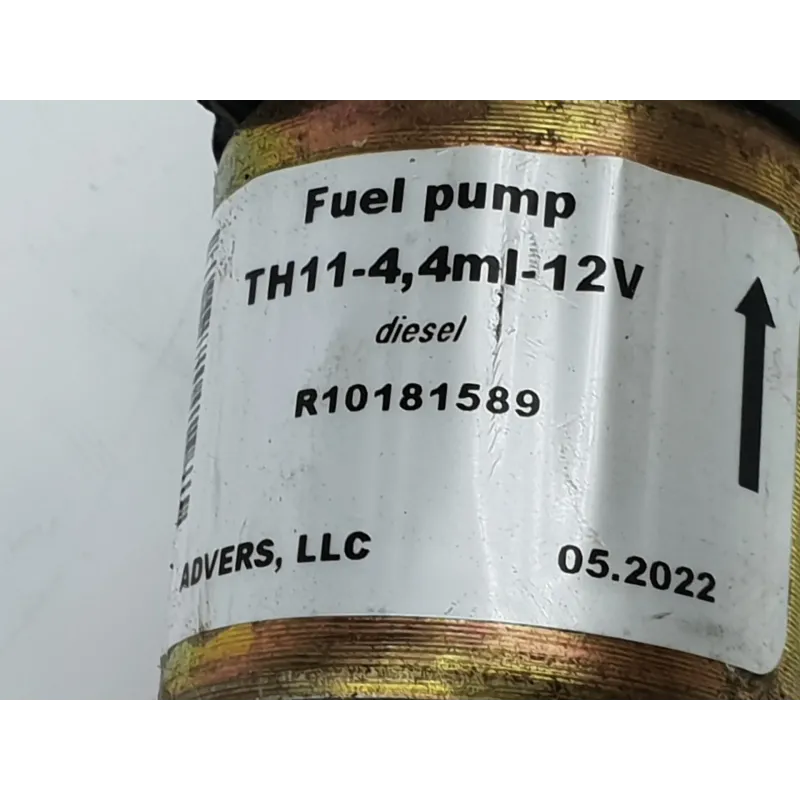 Fuel pump
TH11-4,4ml-12V
diesel
R10181589
ADVERS, LLC
05.2022